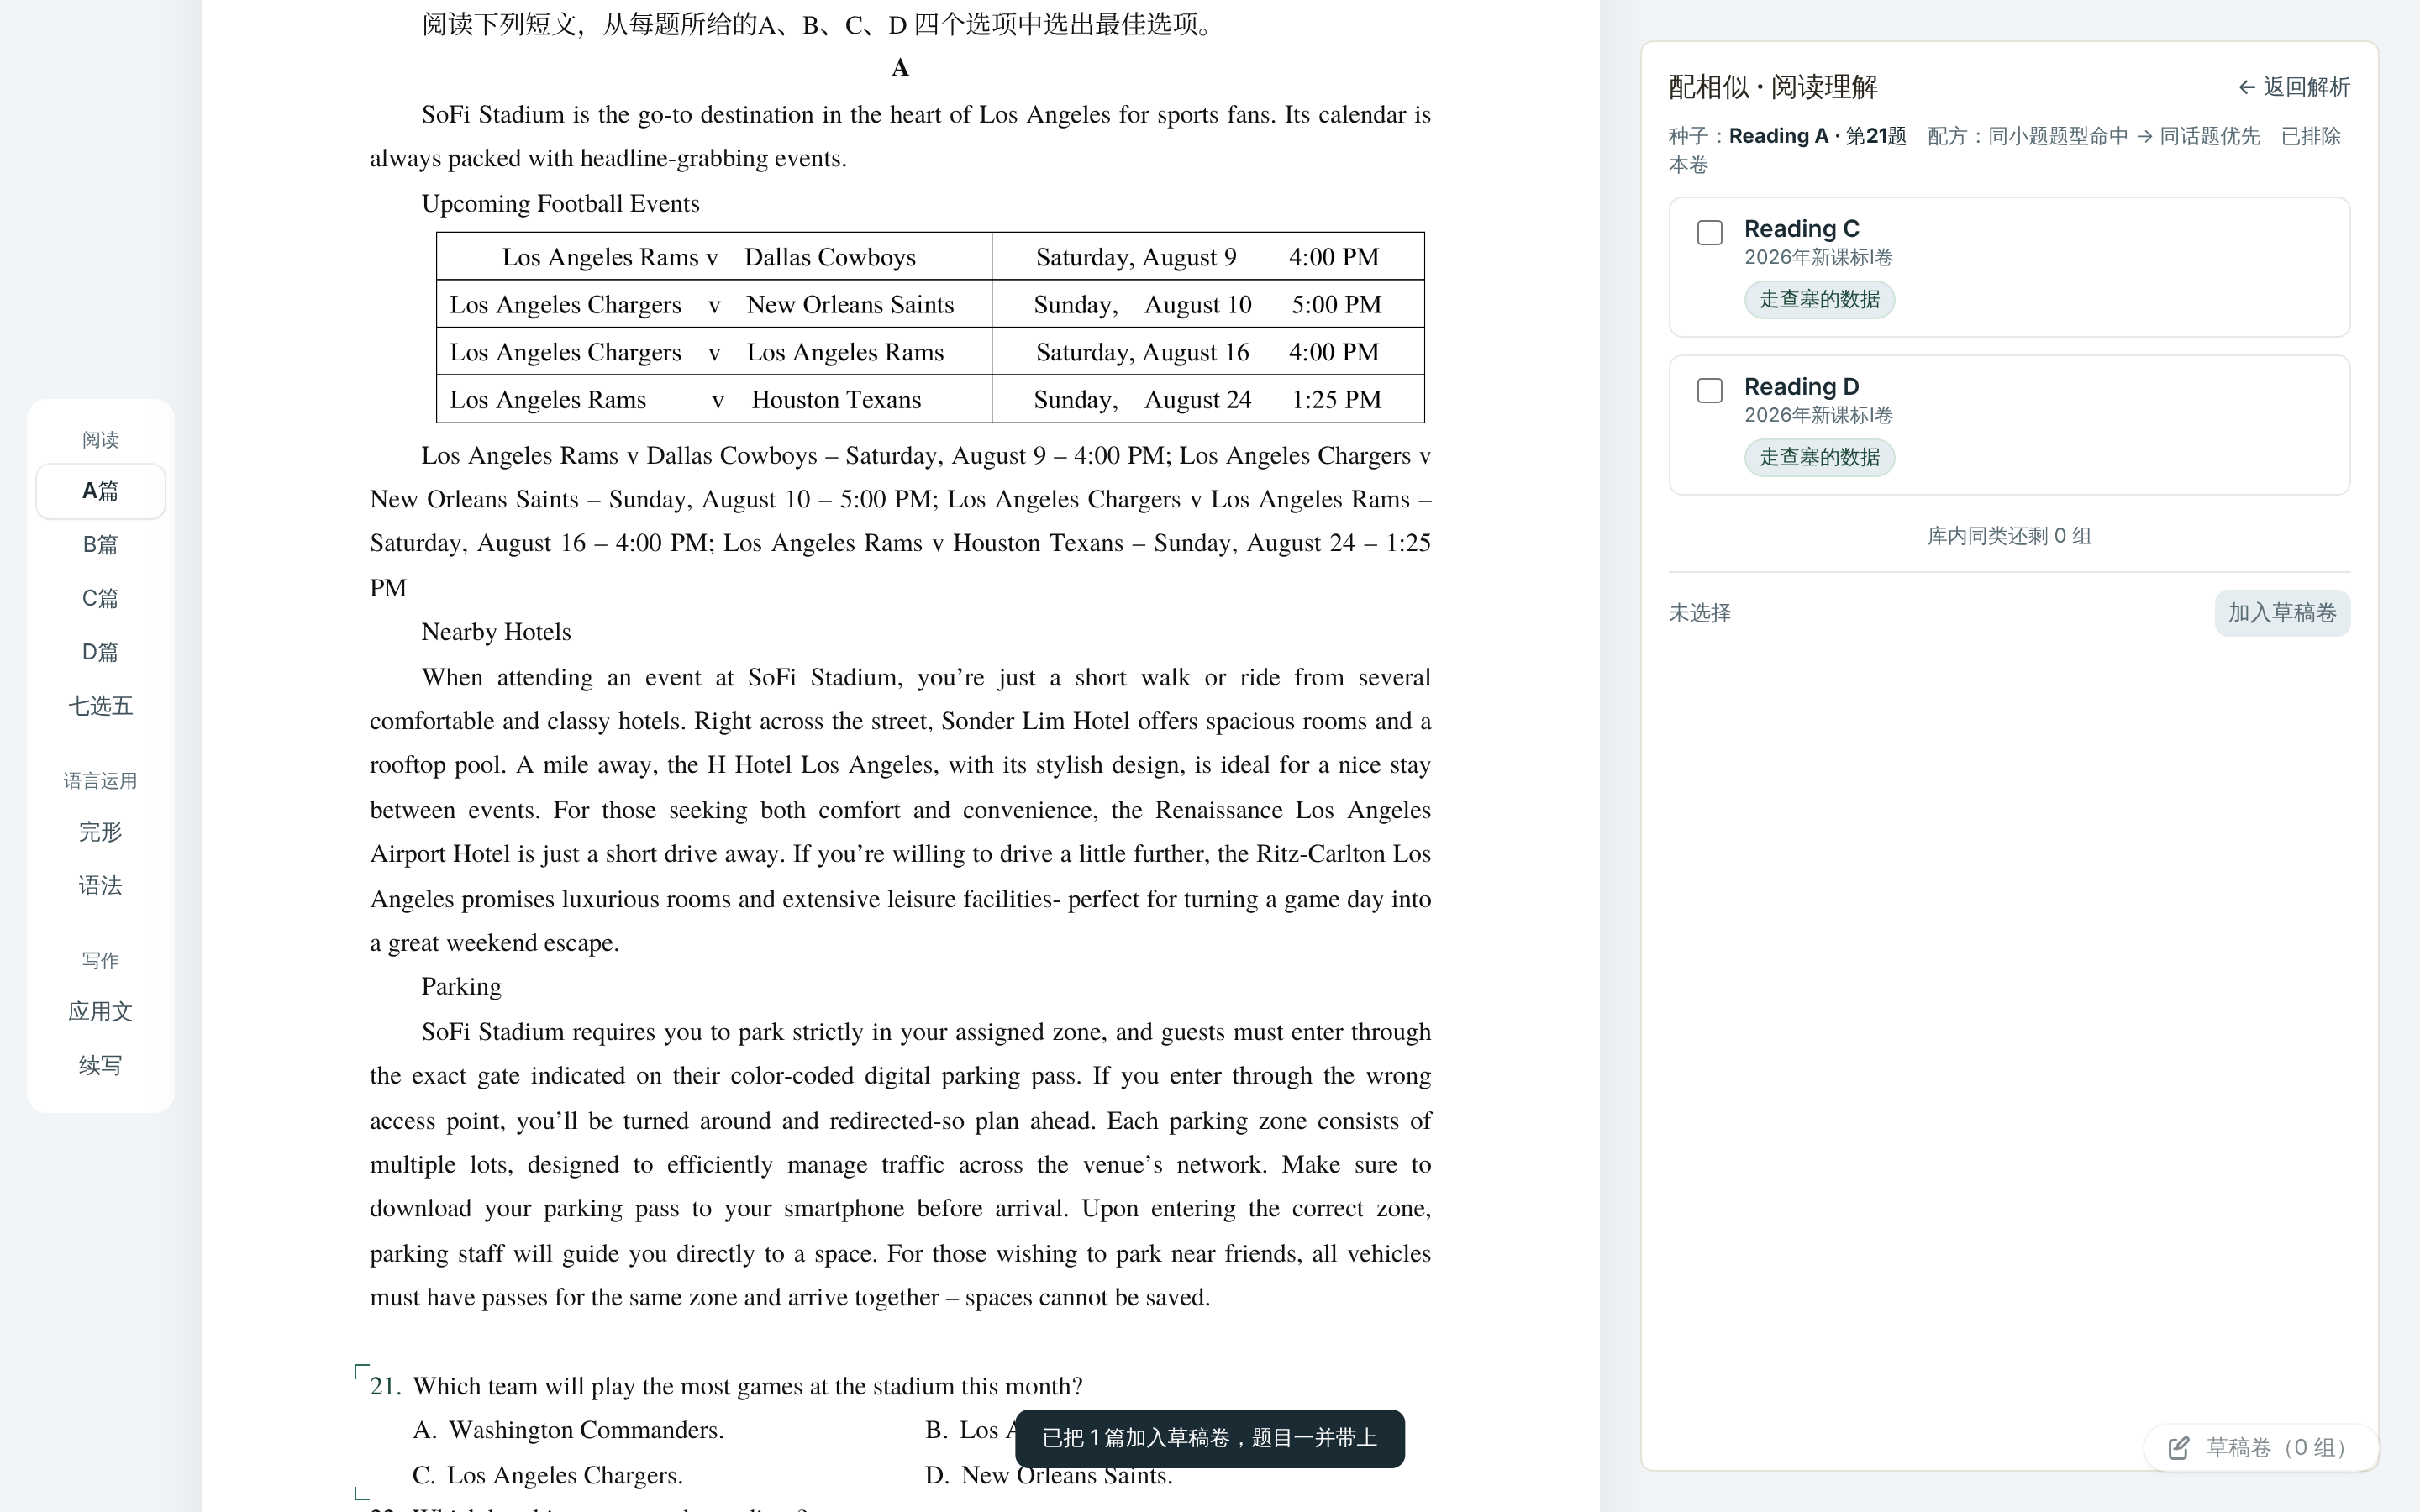 阅读下列短文，从每题所给的A、B、C、D 四个选项中选出最佳选项。
A
SoFi Stadium is the go-to destination in the heart of Los Angeles for sports fans. Its calendar is
always packed with headline-grabbing events.
Upcoming Football Events
Los Angeles Rams v Dallas Cowboys Saturday, August 9 4:00 PM
Los Angeles Chargers v New Orleans Saints Sunday, August 10 5:00 PM
Los Angeles Chargers v Los Angeles Rams Saturday, August 16 4:00 PM
Los Angeles Rams v Houston Texans Sunday, August 24 1:25 PM
Los Angeles Rams v Dallas Cowboys – Saturday, August 9 – 4:00 PM; Los Angeles Chargers v
New Orleans Saints – Sunday, August 10 – 5:00 PM; Los Angeles Chargers v Los Angeles Rams –
Saturday, August 16 – 4:00 PM; Los Angeles Rams v Houston Texans – Sunday, August 24 – 1:25
PM
Nearby Hotels
When attending an event at SoFi Stadium, you’re just a short walk or ride from several
comfortable and classy hotels. Right across the street, Sonder Lim Hotel offers spacious rooms and a
rooftop pool. A mile away, the H Hotel Los Angeles, with its stylish design, is ideal for a nice stay
between events. For those seeking both comfort and convenience, the Renaissance Los Angeles
Airport Hotel is just a short drive away. If you’re willing to drive a little further, the Ritz-Carlton Los
Angeles promises luxurious rooms and extensive leisure facilities- perfect for turning a game day into
a great weekend escape.
Parking
SoFi Stadium requires you to park strictly in your assigned zone, and guests must enter through
the exact gate indicated on their color-coded digital parking pass. If you enter through the wrong
access point, you’ll be turned around and redirected-so plan ahead. Each parking zone consists of
multiple lots, designed to efficiently manage traffic across the venue’s network. Make sure to
download your parking pass to your smartphone before arrival. Upon entering the correct zone,
parking staff will guide you directly to a space. For those wishing to park near friends, all vehicles
must have passes for the same zone and arrive together – spaces cannot be saved.
21. Which team will play the most games at the stadium this month?
A. Washington Commanders. B. Los A
C. Los Angeles Chargers. D. New Orleans Saints.
已把 1 篇加入草稿卷，题目一并带上
阅读
A篇
B篇
C篇
D篇
七选五
语言运用
完形
语法
写作
应用文
续写
配相似 · 阅读理解 ← 返回解析
种子：Reading A · 第21题 配方：同小题题型命中 → 同话题优先 已排除
本卷
Reading C
2026年新课标I卷
走查塞的数据
Reading D
2026年新课标I卷
走查塞的数据
库内同类还剩 0 组
未选择 加入草稿卷
草稿卷（0 组）